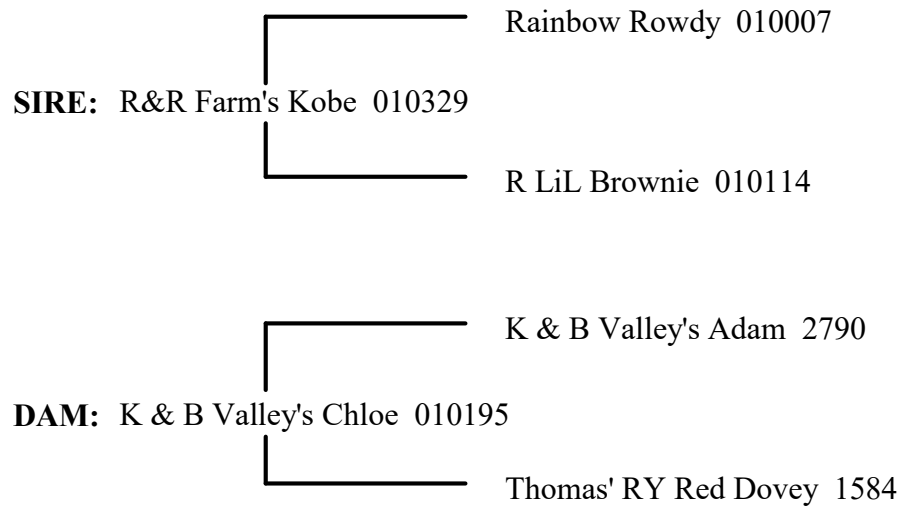 Rainbow Rowdy 010007
SIRE: R&R Farm's Kobe 010329
R LiL Brownie 010114
K & B Valley's Adam 2790
DAM: K & B Valley's Chloe 010195
Thomas' RY Red Dovey 1584